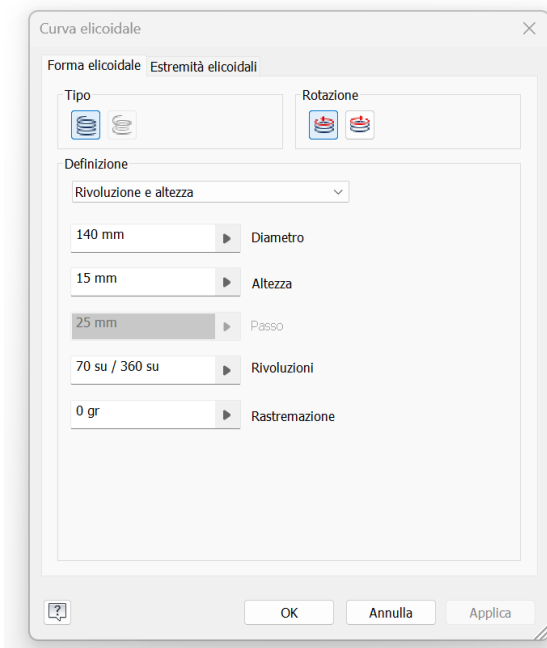 Curva elicoidale
Forma elicoidale Estremità elicoidali
Tipo
Rotazione
Definizione
Rivoluzione e altezza
140 mm Diametro
15 mm Altezza
25 mm Passo
70 su / 360 su Rivoluzioni
0 gr Rastremazione
?
OK Annulla Applica